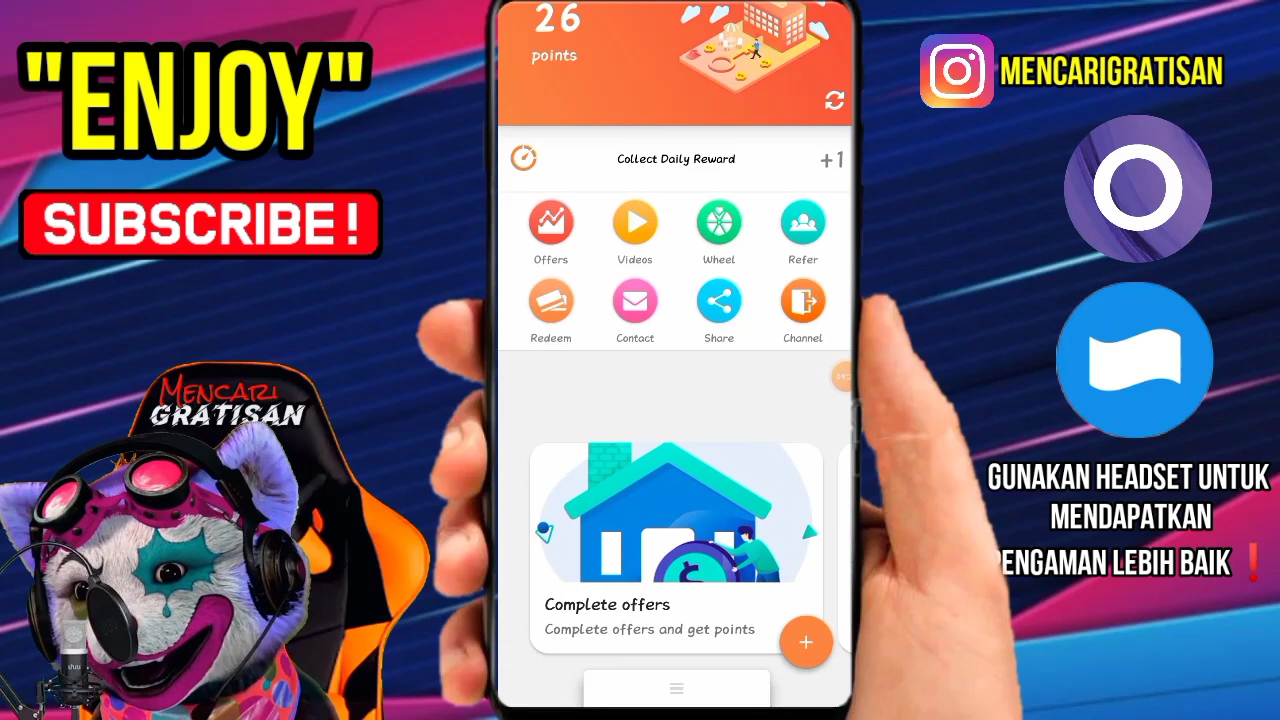 "ENJOY"
SUBSCRIBE!
MENCARI
GRATISAN
26
points
Collect Daily Reward
+1
Offers
Videos
Wheel
Refer
Redeem
Contact
Share
Channel
$
Complete offers
Complete offers and get points
+
MENCARIGRATISAN
GUNAKAN HEADSET UNTUK
MENDAPATKAN
ENGAMAN LEBIH BAIK ❗